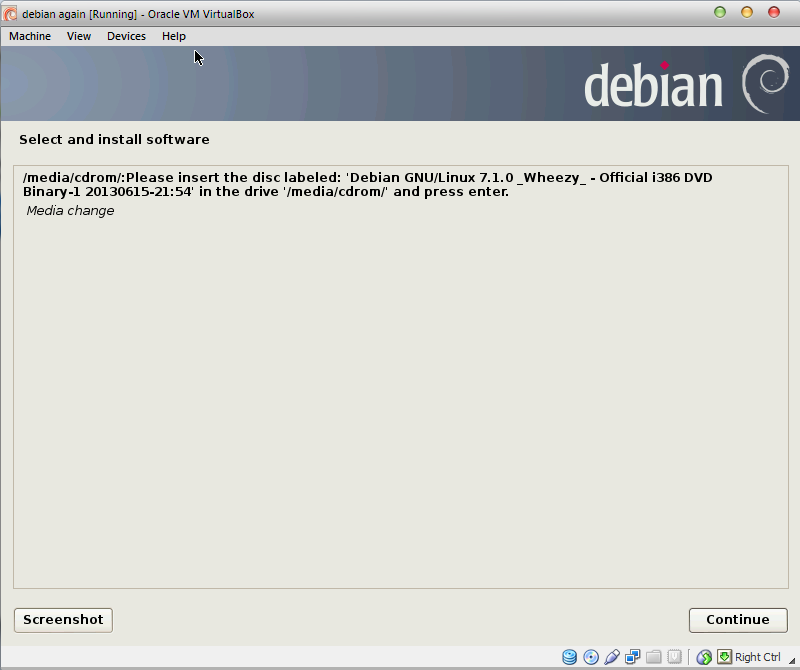 debian again [Running] - Oracle VM VirtualBox
Machine View Devices Help
debian
Select and install software
/media/cdrom/:Please insert the disc labeled: 'Debian GNU/Linux 7.1.0 _Wheezy_ - Official i386 DVD
Binary-1 20130615-21:54' in the drive '/media/cdrom/' and press enter.
Media change
Screenshot Continue
Right Ctrl